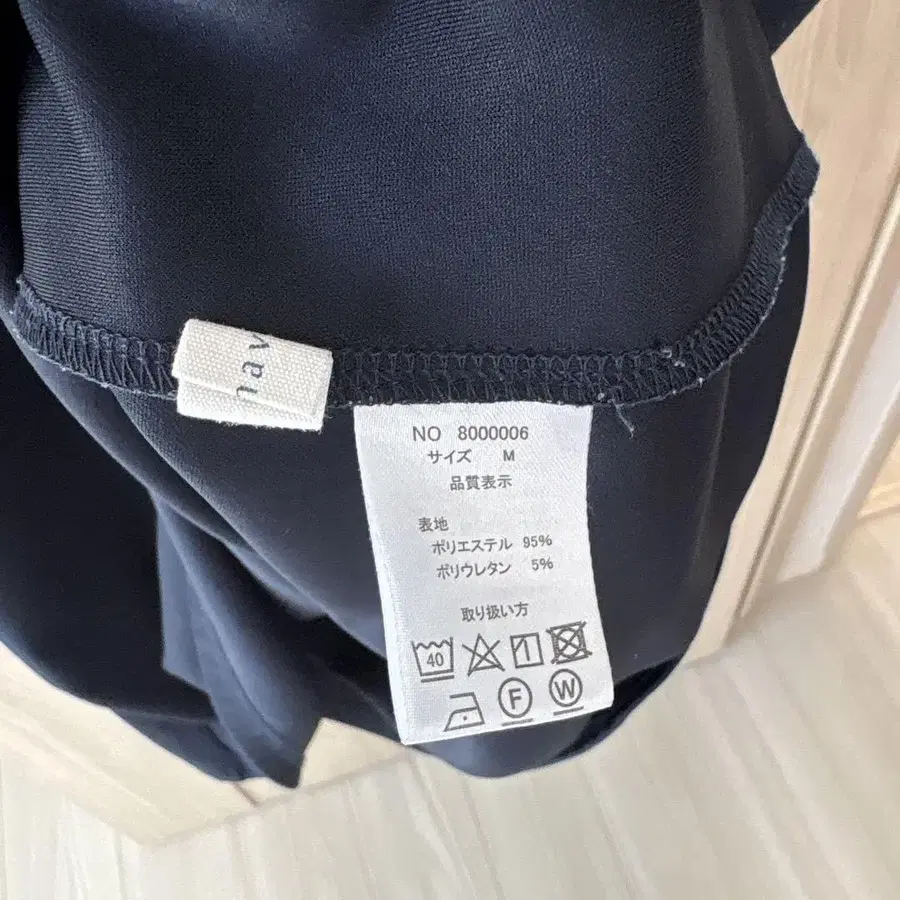 nav
NO 8000006
サイズ M
品質表示
表地
ポリエステル 95%
ポリウレタン 5%
取り扱い方
40
F W